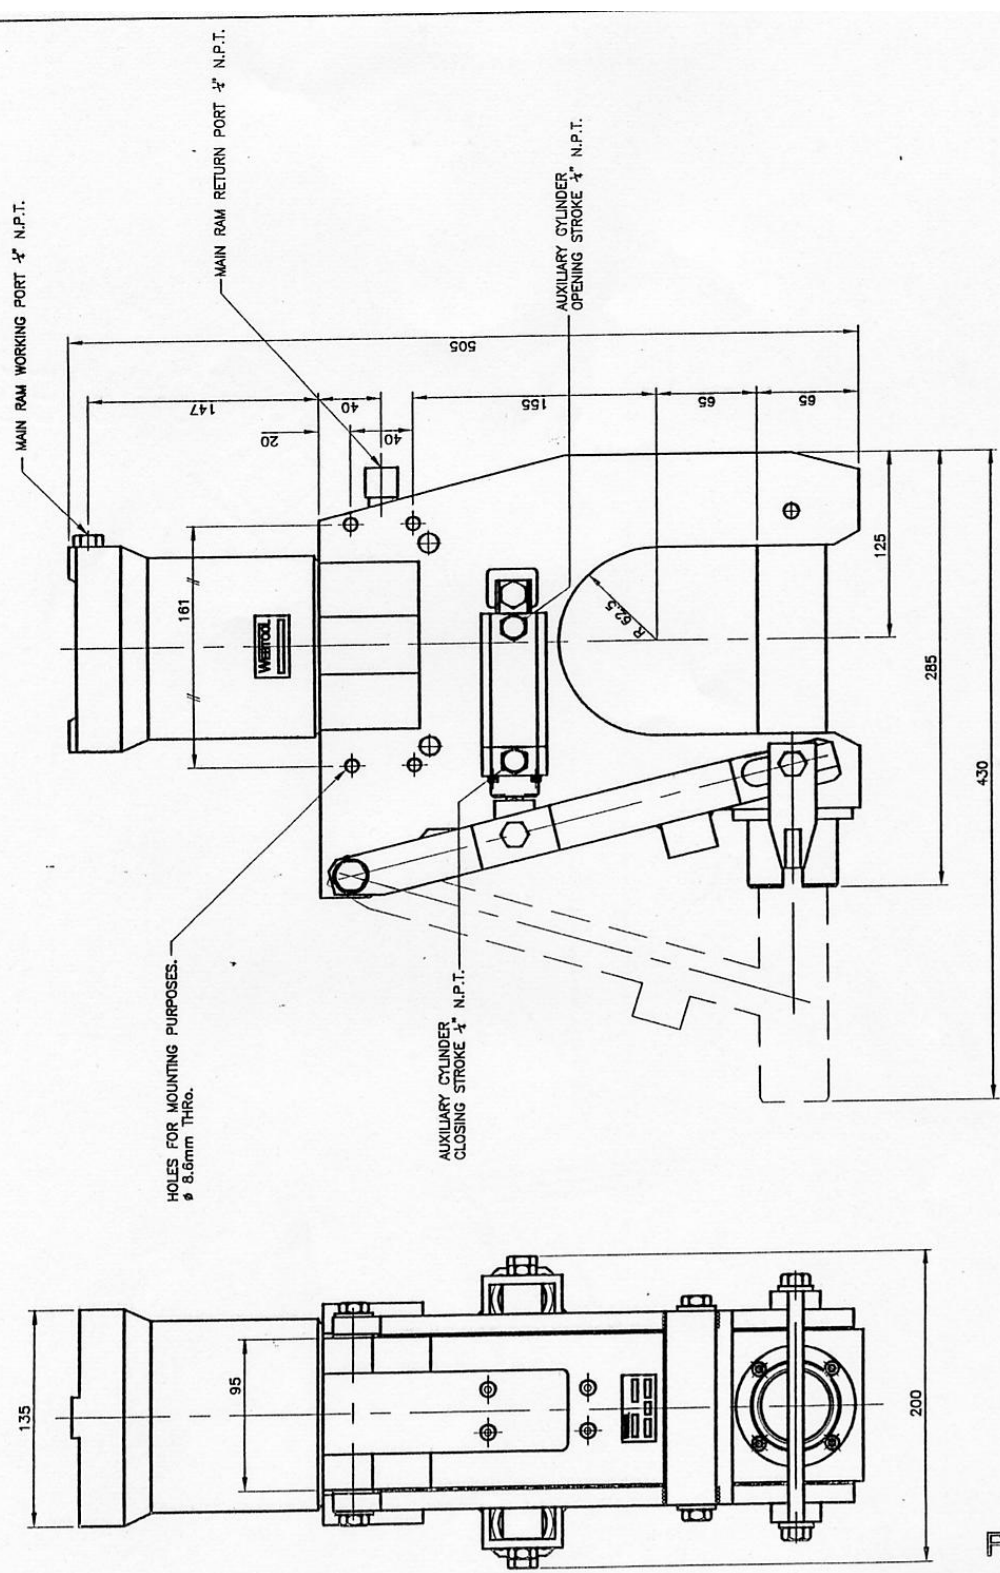 MAIN RAM WORKING PORT ¼" N.P.T.
MAIN RAM RETURN PORT ¼" N.P.T.
AUXILIARY CYLINDER
OPENING STROKE ¼" N.P.T.
505
147
40
20
40
155
65
65
161
WEBTOOL
R 62.5
125
285
430
HOLES FOR MOUNTING PURPOSES.
ø 8.6mm THRo.
AUXILIARY CYLINDER
CLOSING STROKE ¼" N.P.T.
135
95
200